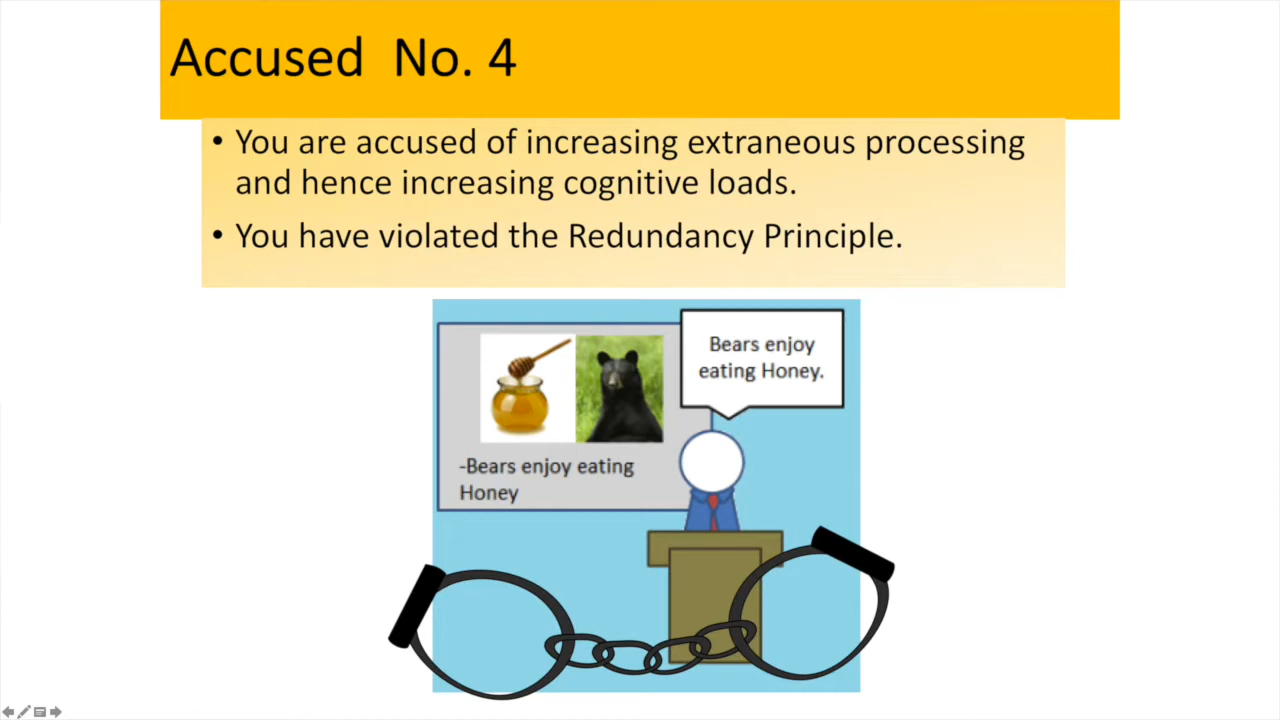 Accused  No. 4
• You are accused of increasing extraneous processing
and hence increasing cognitive loads.
• You have violated the Redundancy Principle.
Bears enjoy
eating Honey.
-Bears enjoy eating
Honey